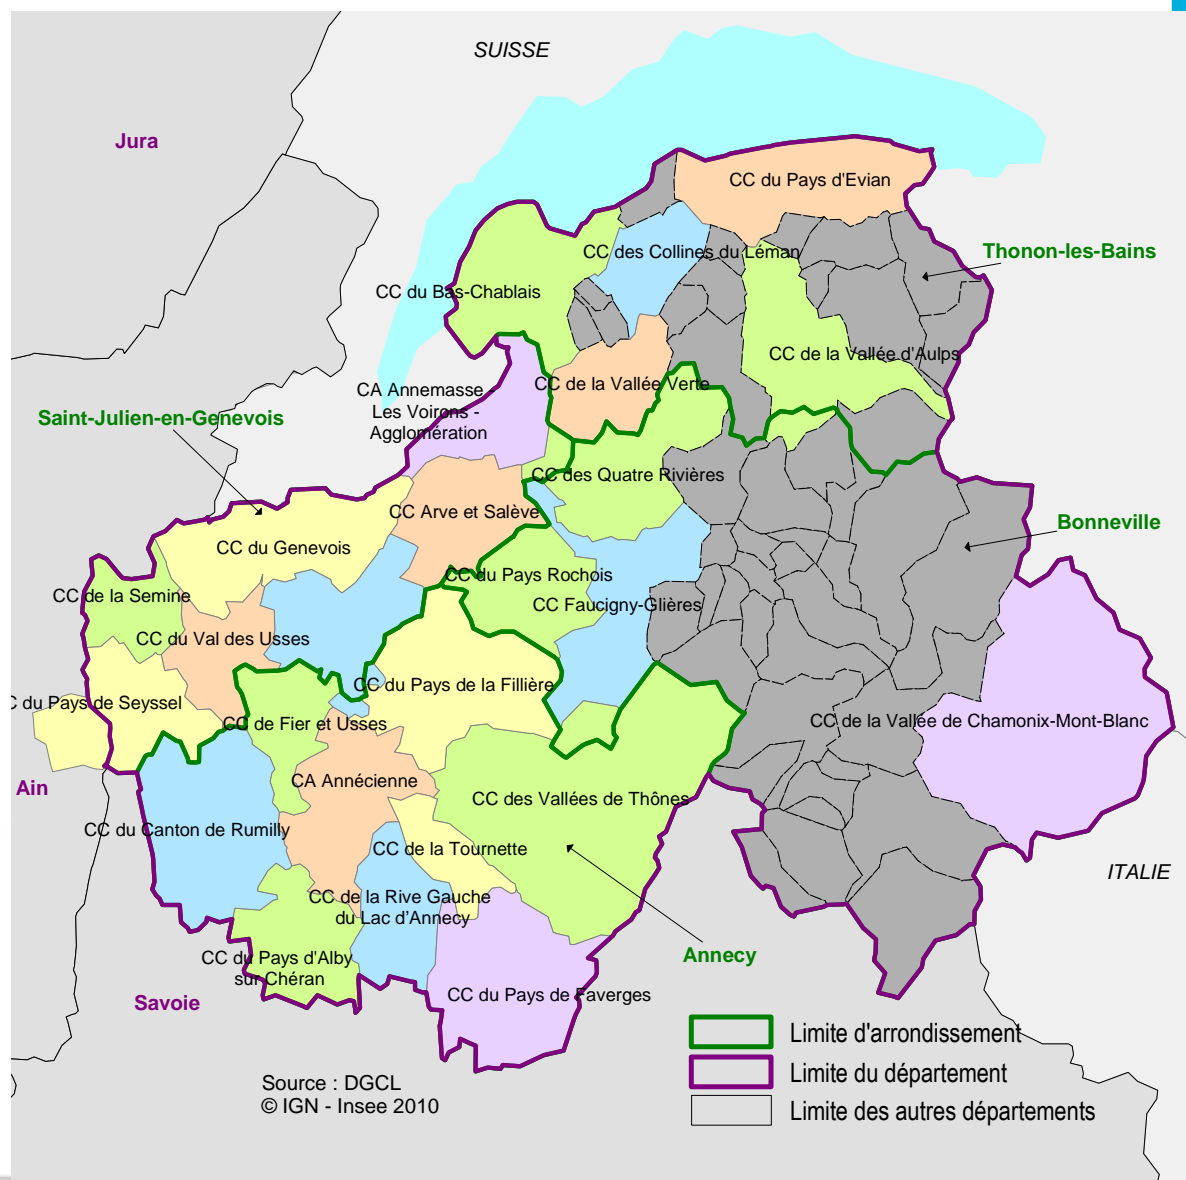 SUISSE
Jura
CC du Pays d'Evian
CC des Collines du Léman
Thonon-les-Bains
CC du Bas-Chablais
CC de la Vallée d'Aulps
CA Annemasse
Les Voirons -
Agglomération
CC de la Vallée Verte
Saint-Julien-en-Genevois
CC des Quatre Rivières
CC Arve et Salève
Bonneville
CC du Genevois
CC du Pays Rochois
CC de la Semine
CC Faucigny-Glières
CC du Val des Usses
CC du Pays de la Fillière
C du Pays de Seyssel
CC de Fier et Usses
CC de la Vallée de Chamonix-Mont-Blanc
Ain
CA Annécienne
CC des Vallées de Thônes
CC du Canton de Rumilly
CC de la Tournette
ITALIE
CC de la Rive Gauche
du Lac d'Annecy
Annecy
CC du Pays d'Alby
sur Chéran
Savoie
CC du Pays de Faverges
Limite d'arrondissement
Limite du département
Limite des autres départements
Source : DGCL
© IGN - Insee 2010